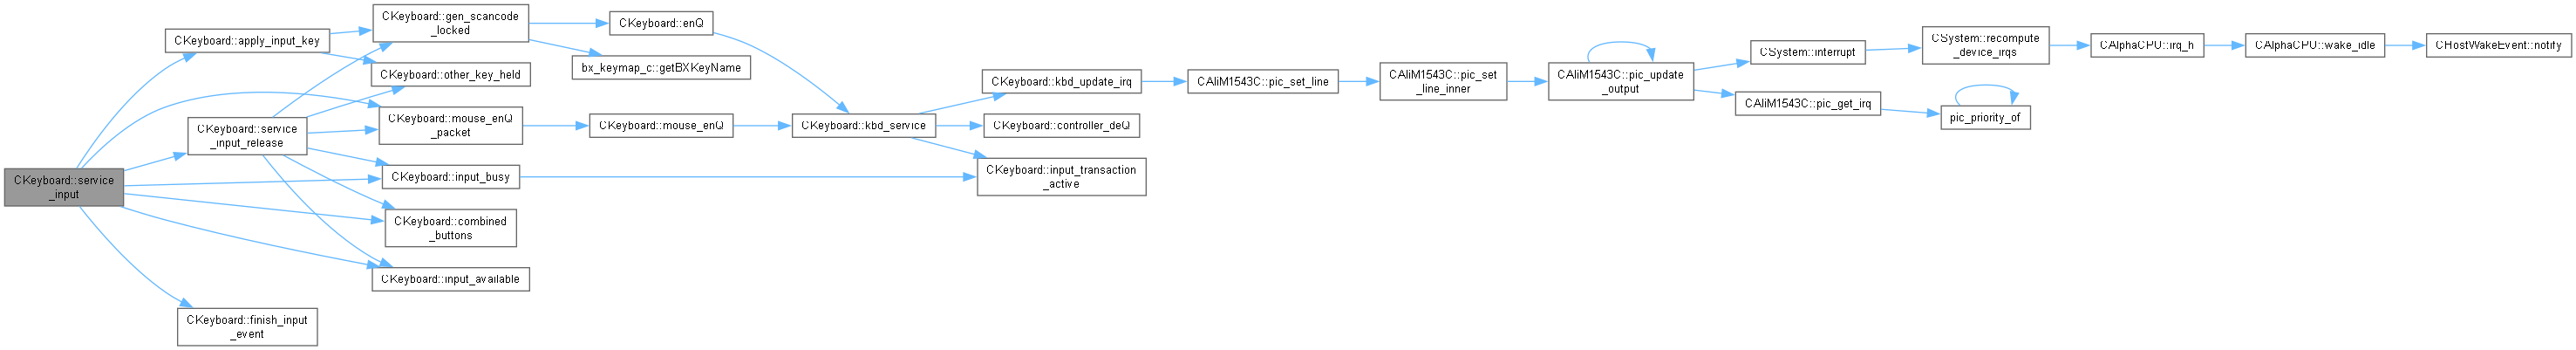 CKeyboard::service
_input
CKeyboard::apply_input_key
CKeyboard::service
_input_release
CKeyboard::finish_input
_event
CKeyboard::gen_scancode
_locked
CKeyboard::other_key_held
CKeyboard::mouse_enQ
_packet
CKeyboard::input_busy
CKeyboard::combined
_buttons
CKeyboard::input_available
CKeyboard::enQ
bx_keymap_c::getBXKeyName
CKeyboard::mouse_enQ
CKeyboard::kbd_service
CKeyboard::kbd_update_irq
CKeyboard::controller_deQ
CKeyboard::input_transaction
_active
CAliM1543C::pic_set_line
CAliM1543C::pic_set
_line_inner
CAliM1543C::pic_update
_output
CSystem::interrupt
CAliM1543C::pic_get_irq
CSystem::recompute
_device_irqs
pic_priority_of
CAlphaCPU::irq_h
CAlphaCPU::wake_idle
CHostWakeEvent::notify